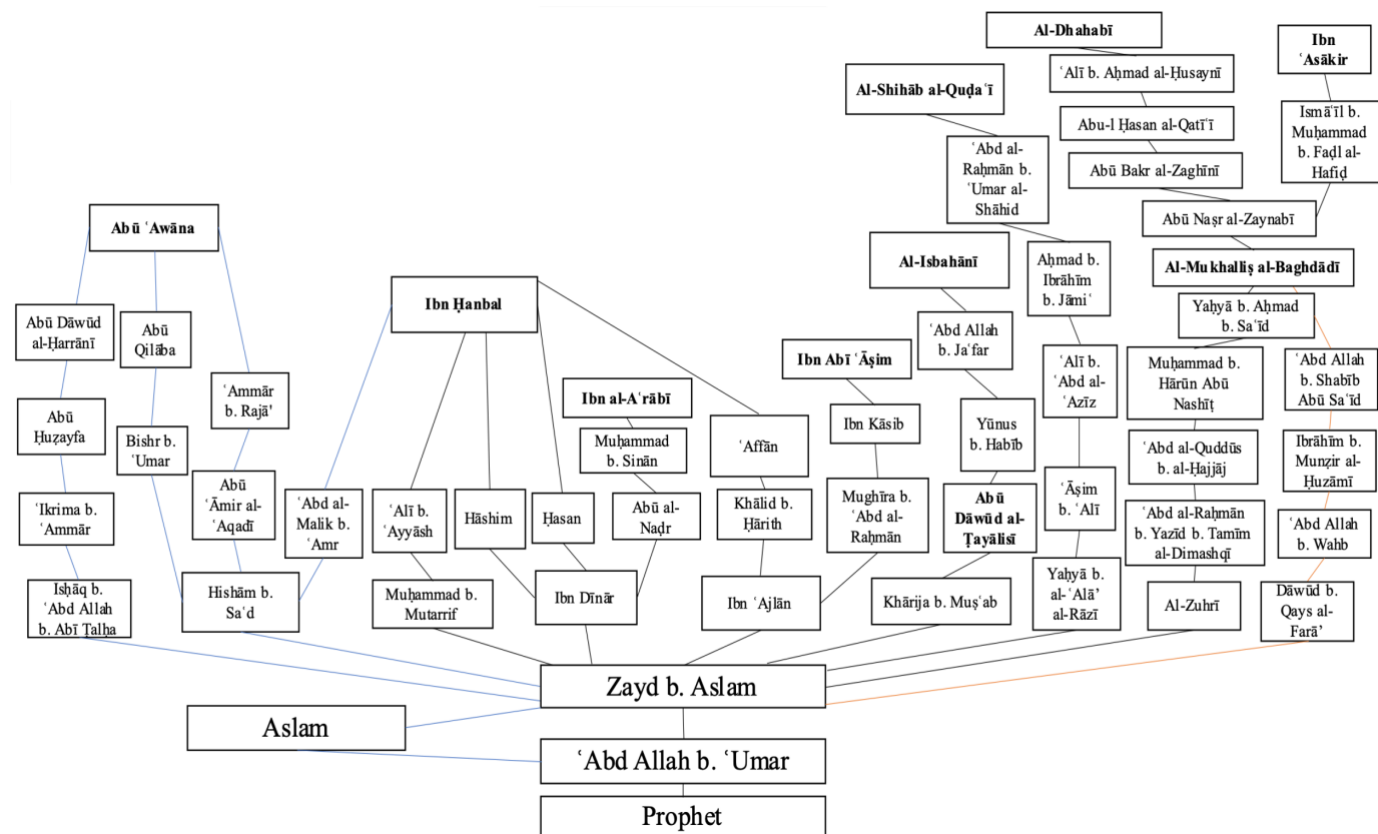 Al-Dhahabī
Ibn
ʿAsākir
ʿAlī b. Aḥmad al-Ḥusaynī
Al-Shihāb al-Quḍaʿī
Abu-l Ḥasan al-Qatīʿī
Ismāʿīl b.
Muḥammad
b. Faḍl al-
Hafiḍ
ʿAbd al-
Raḥmān b.
ʿUmar al-
Shāhid
Abū Bakr al-Zaghīnī
Abū Naṣr al-Zaynabī
Abū ʿAwāna
Al-Isbahānī
Aḥmad b.
Ibrāhīm
b. Jāmiʿ
Al-Mukhalliṣ al-Baghdādī
Ibn Ḥanbal
Yaḥyā b. Aḥmad
b. Saʿīd
Abū Dāwūd
al-Ḥarrānī
Abū
Qilāba
ʿAbd Allah
b. Jaʿfar
Ibn Abī ʿĀṣim
ʿAlī b.
ʿAbd al-
ʿAzīz
Muḥammad b.
Hārūn Abū
Nashīṭ
ʿAbd Allah
b. Shabīb
Abū Saʿīd
ʿAmmār
b. Rajāʾ
Ibn al-Aʿrābī
Abū
Ḥuẓayfa
Bishr b.
ʿUmar
Muḥammad
b. Sinān
ʿAffān
Ibn Kāsib
Yūnus
b. Habīb
ʿAbd al-Quddūs
b. al-Ḥajjāj
Ibrāhīm b.
Munẓir al-
Ḥuzāmī
ʿIkrima b.
ʿAmmār
Abū
ʿĀmir al-
ʿAqadī
ʿAbd al-
Malik b.
ʿAmr
ʿAlī b.
ʿAyyāsh
Hāshim
Ḥasan
Abū al-
Naḍr
Khālid b.
Ḥārith
Mughīra b.
ʿAbd al-
Raḥmān
Abū
Dāwūd al-
Ṭayālisī
ʿĀṣim
b. ʿAlī
ʿAbd al-Raḥmān
b. Yazīd b. Tamīm
al-Dimashqī
ʿAbd Allah
b. Wahb
Isḥāq b.
ʿAbd Allah
b. Abī Ṭalḥa
Hishām b.
Saʿd
Muḥammad b.
Mutarrif
Ibn Dīnār
Ibn ʿAjlān
Khārija b. Muṣʿab
Yaḥyā b.
al-ʿAlāʾ
al-Rāzī
Al-Zuhrī
Dāwūd b.
Qays al-
Farāʾ
Zayd b. Aslam
Aslam
ʿAbd Allah b. ʿUmar
Prophet